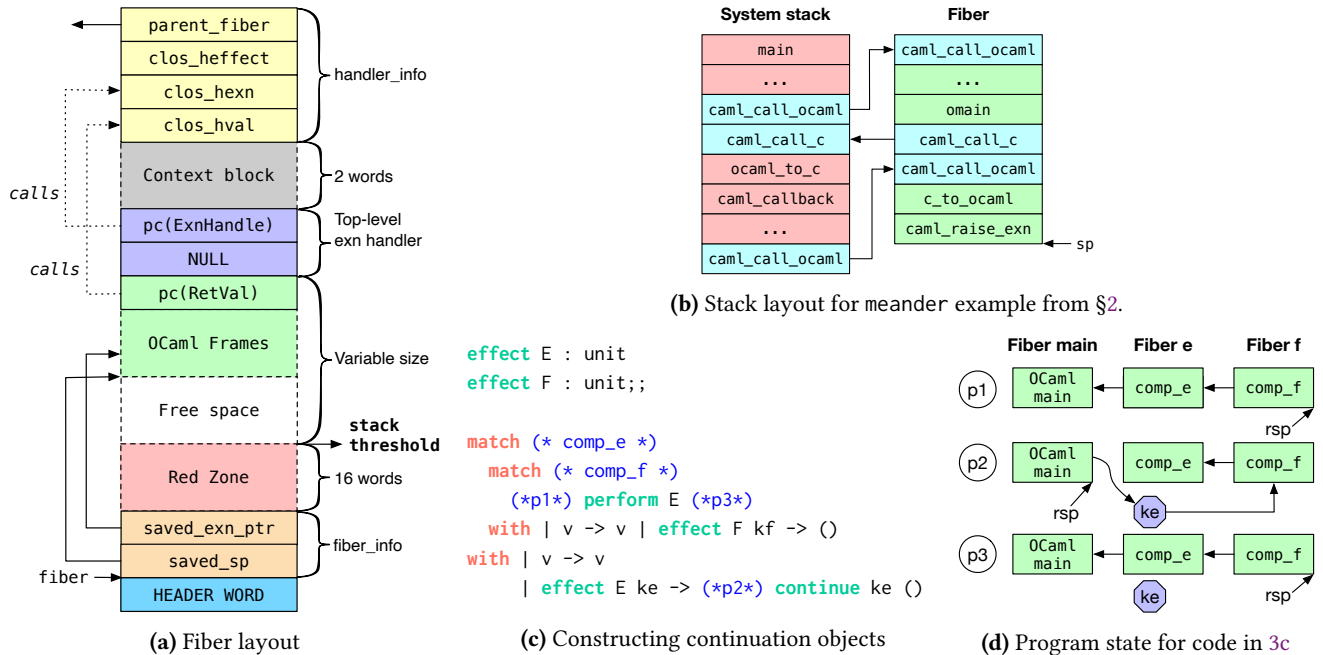 parent_fiber
clos_heffect
clos_hexn
clos_hval
handler_info
Context block
2 words
calls
pc(ExnHandle)
NULL
Top-level
exn handler
calls
pc(RetVal)
OCaml Frames
Variable size
Free space
stack
threshold
Red Zone
16 words
saved_exn_ptr
saved_sp
fiber_info
fiber
HEADER WORD
(a) Fiber layout
System stack
main
...
caml_call_ocaml
caml_call_c
ocaml_to_c
caml_callback
...
caml_call_ocaml
Fiber
caml_call_ocaml
...
omain
caml_call_c
caml_call_ocaml
c_to_ocaml
caml_raise_exn
sp
(b) Stack layout for meander example from §2.
effect E : unit
effect F : unit;;
match (* comp_e *)
match (* comp_f *)
(*p1*) perform E (*p3*)
with | v -> v | effect F kf -> ()
with | v -> v
| effect E ke -> (*p2*) continue ke ()
(c) Constructing continuation objects
Fiber main Fiber e Fiber f
p1
OCaml
main
comp_e
comp_f
rsp
p2
OCaml
main
comp_e
comp_f
rsp
ke
p3
OCaml
main
comp_e
comp_f
ke
rsp
(d) Program state for code in 3c